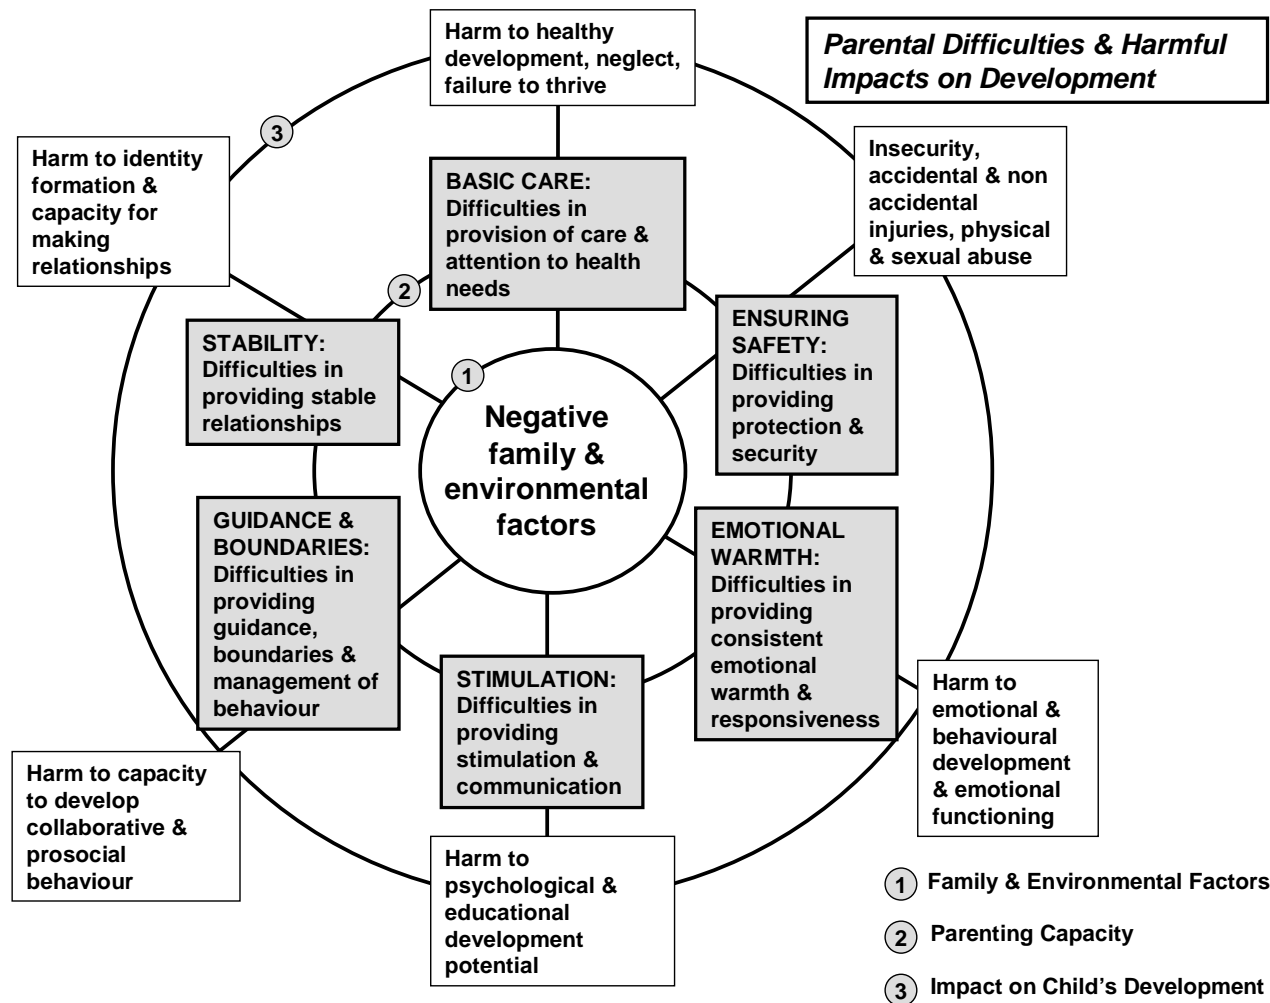 Parental Difficulties & Harmful
Impacts on Development
Harm to healthy
development, neglect,
failure to thrive
3
Harm to identity
formation &
capacity for
making
relationships
Insecurity,
accidental & non
accidental
injuries, physical
& sexual abuse
BASIC CARE:
Difficulties in
provision of care &
attention to health
needs
2
STABILITY:
Difficulties in
providing stable
relationships
ENSURING
SAFETY:
Difficulties in
providing
protection &
security
1
Negative
family &
environmental
factors
GUIDANCE &
BOUNDARIES:
Difficulties in
providing
guidance,
boundaries &
management of
behaviour
EMOTIONAL
WARMTH:
Difficulties in
providing
consistent
emotional
warmth &
responsiveness
STIMULATION:
Difficulties in
providing
stimulation &
communication
Harm to
emotional &
behavioural
development
& emotional
functioning
Harm to capacity
to develop
collaborative &
prosocial
behaviour
Harm to
psychological &
educational
development
potential
1 Family & Environmental Factors
2 Parenting Capacity
3 Impact on Child's Development